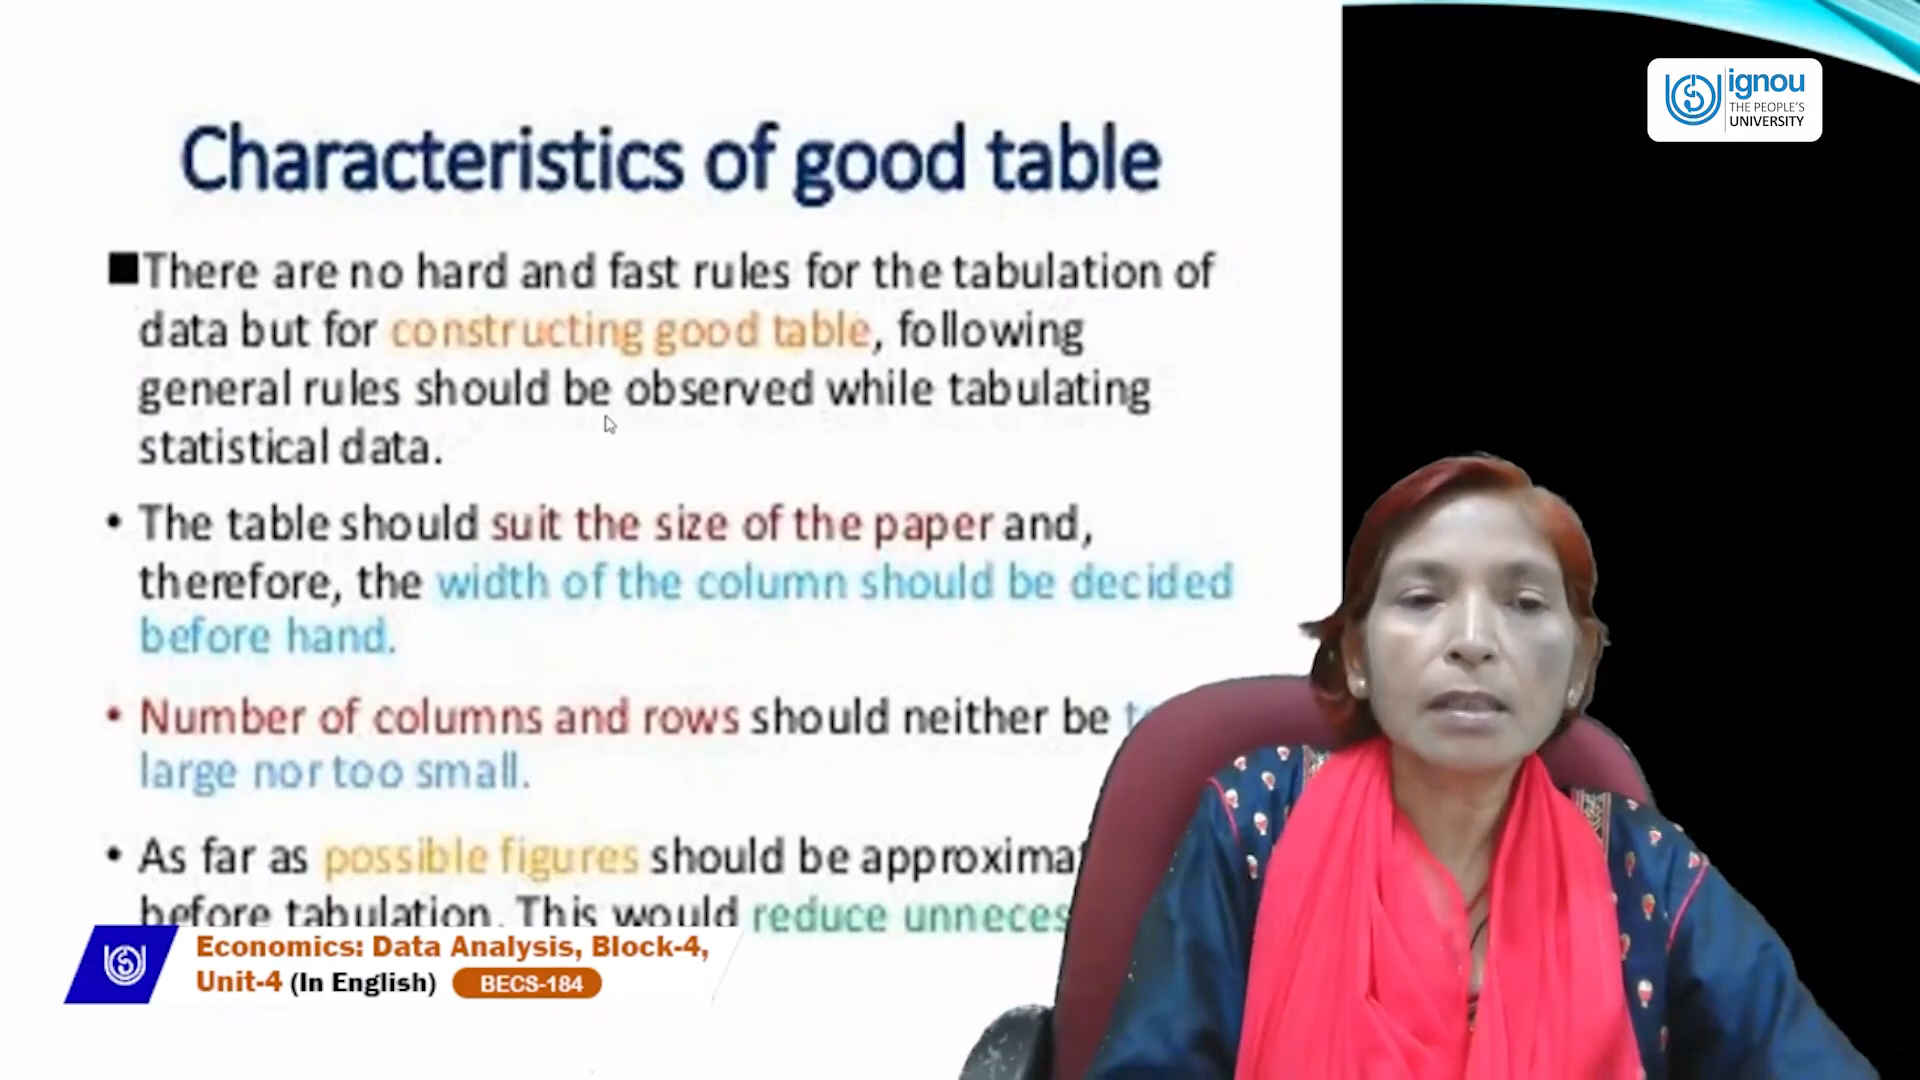 ignou
THE PEOPLE'S
UNIVERSITY
Characteristics of good table
There are no hard and fast rules for the tabulation of
data but for constructing good table, following
general rules should be observed while tabulating
statistical data.
• The table should suit the size of the paper and,
therefore, the width of the column should be decided
before hand.
• Number of columns and rows should neither be
large nor too small.
• As far as possible figures should be
before tabulation. This would reduce
Economics: Data Analysis, Block-4,
Unit-4 (In English) BECS-184